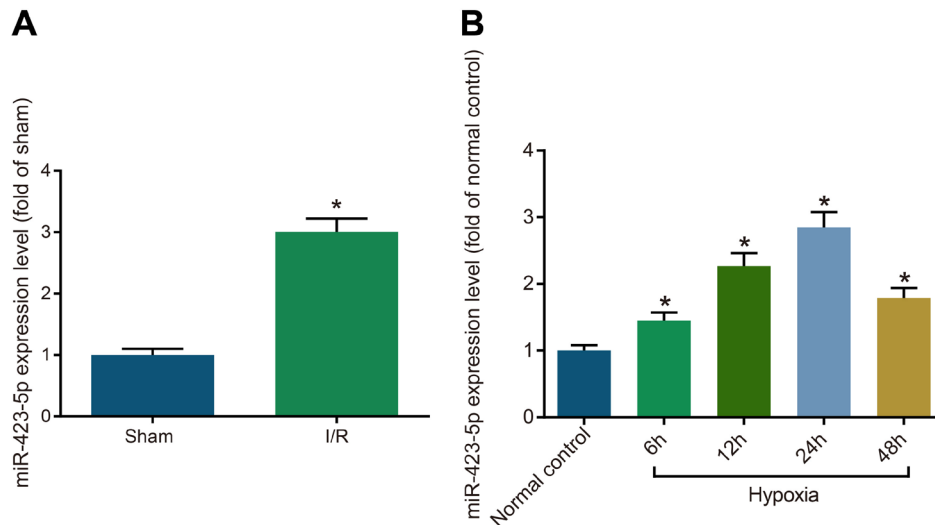 A
miR-423-5p expression level (fold of sham)
4
3
2
1
0
*
Sham
I/R
B
miR-423-5p expression level (fold of normal control)
4
3
2
1
0
*
*
*
*
Normal control
6h
12h
24h
48h
Hypoxia